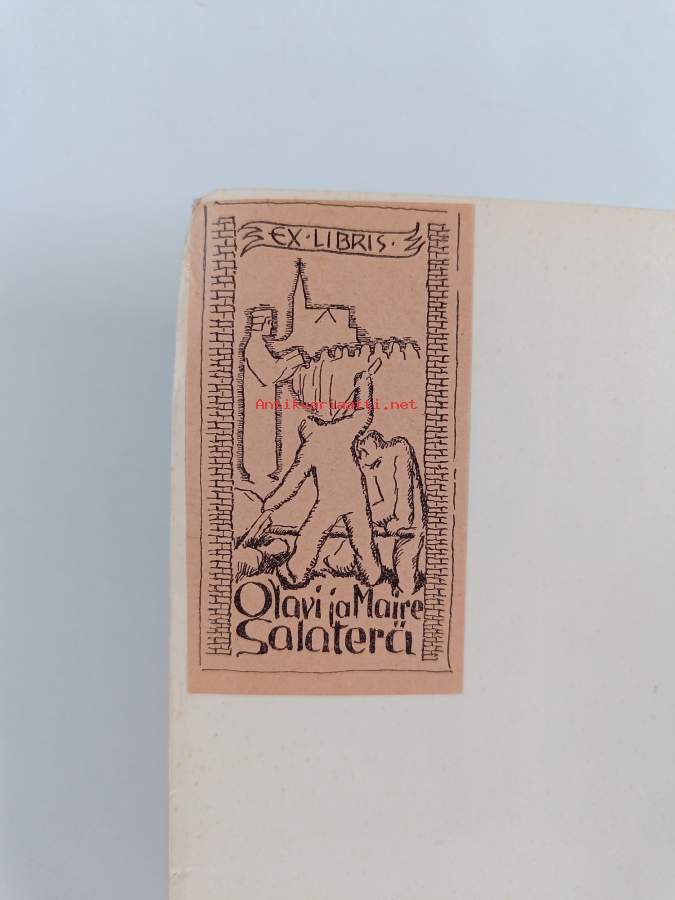 EX·LIBRIS·
Antikvariaatti.net
Olavi ja Maire
Salaterä